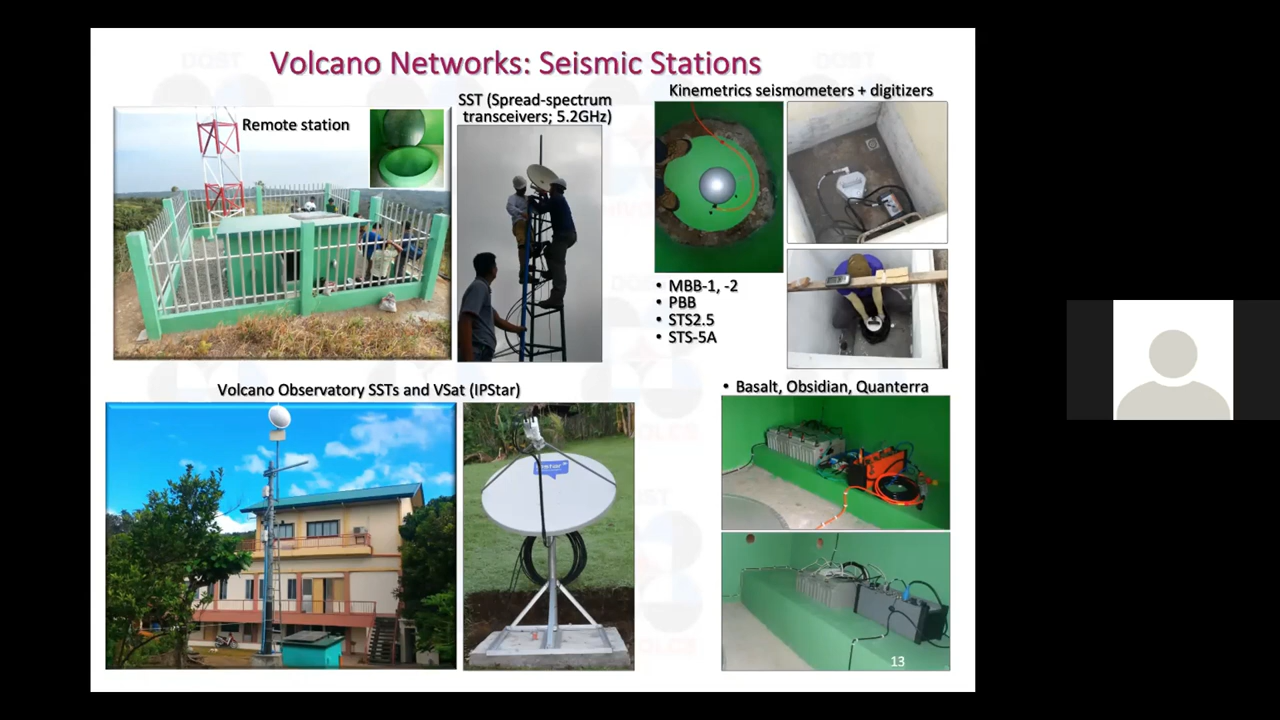 Volcano Networks: Seismic Stations
Remote station
SST (Spread-spectrum
transceivers; 5.2GHz)
Kinemetrics seismometers + digitizers
• MBB-1, -2
• PBB
• STS2.5
• STS-5A
Volcano Observatory SSTs and VSat (IPStar)
• Basalt, Obsidian, Quanterra
13